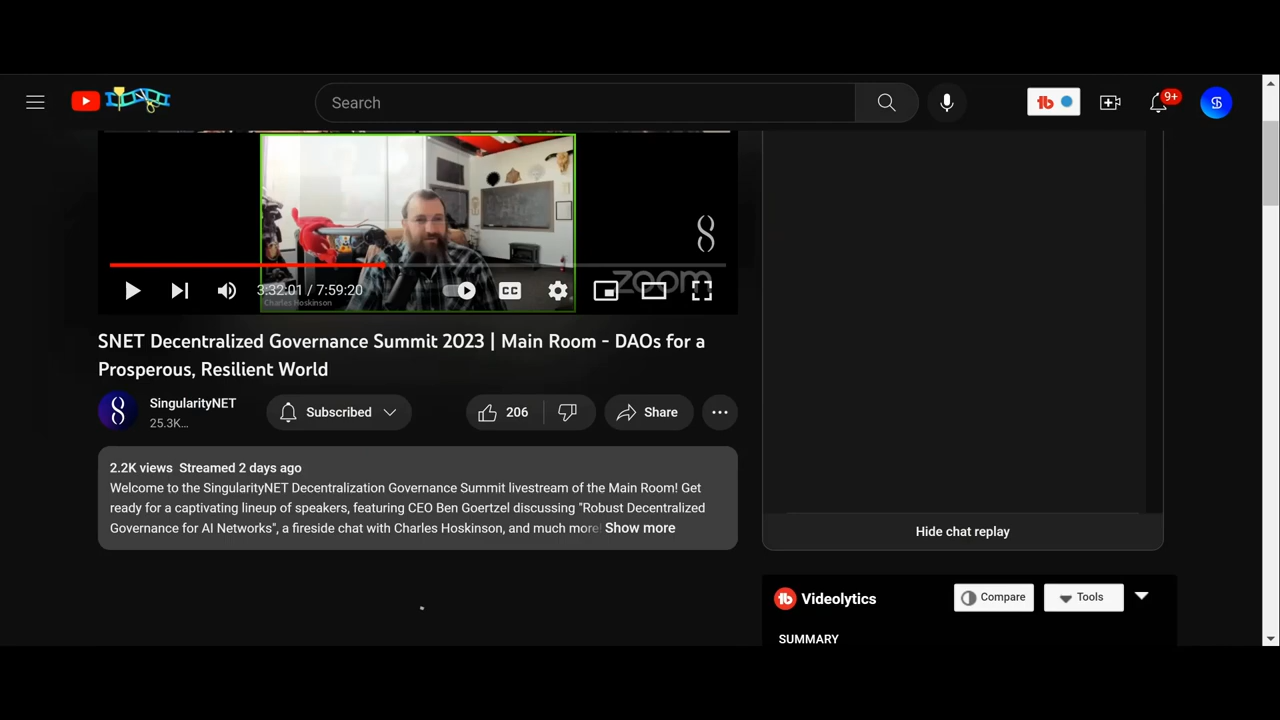 Search
9+
zoom
3:32:01 / 7:59:20
Charles Hoskinson
SNET Decentralized Governance Summit 2023 | Main Room - DAOs for a
Prosperous, Resilient World
SingularityNET
25.3K...
Subscribed
206
Share
2.2K views Streamed 2 days ago
Welcome to the SingularityNET Decentralization Governance Summit livestream of the Main Room! Get
ready for a captivating lineup of speakers, featuring CEO Ben Goertzel discussing "Robust Decentralized
Governance for AI Networks", a fireside chat with Charles Hoskinson, and much more! Show more
Hide chat replay
Videolytics
Compare
Tools
SUMMARY